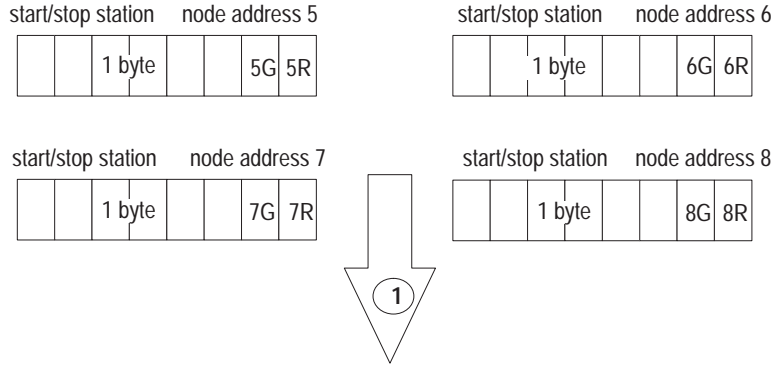 start/stop station node address 5
start/stop station node address 6
1 byte 5G 5R
1 byte 6G 6R
start/stop station node address 7
start/stop station node address 8
1 byte 7G 7R
1 byte 8G 8R
1